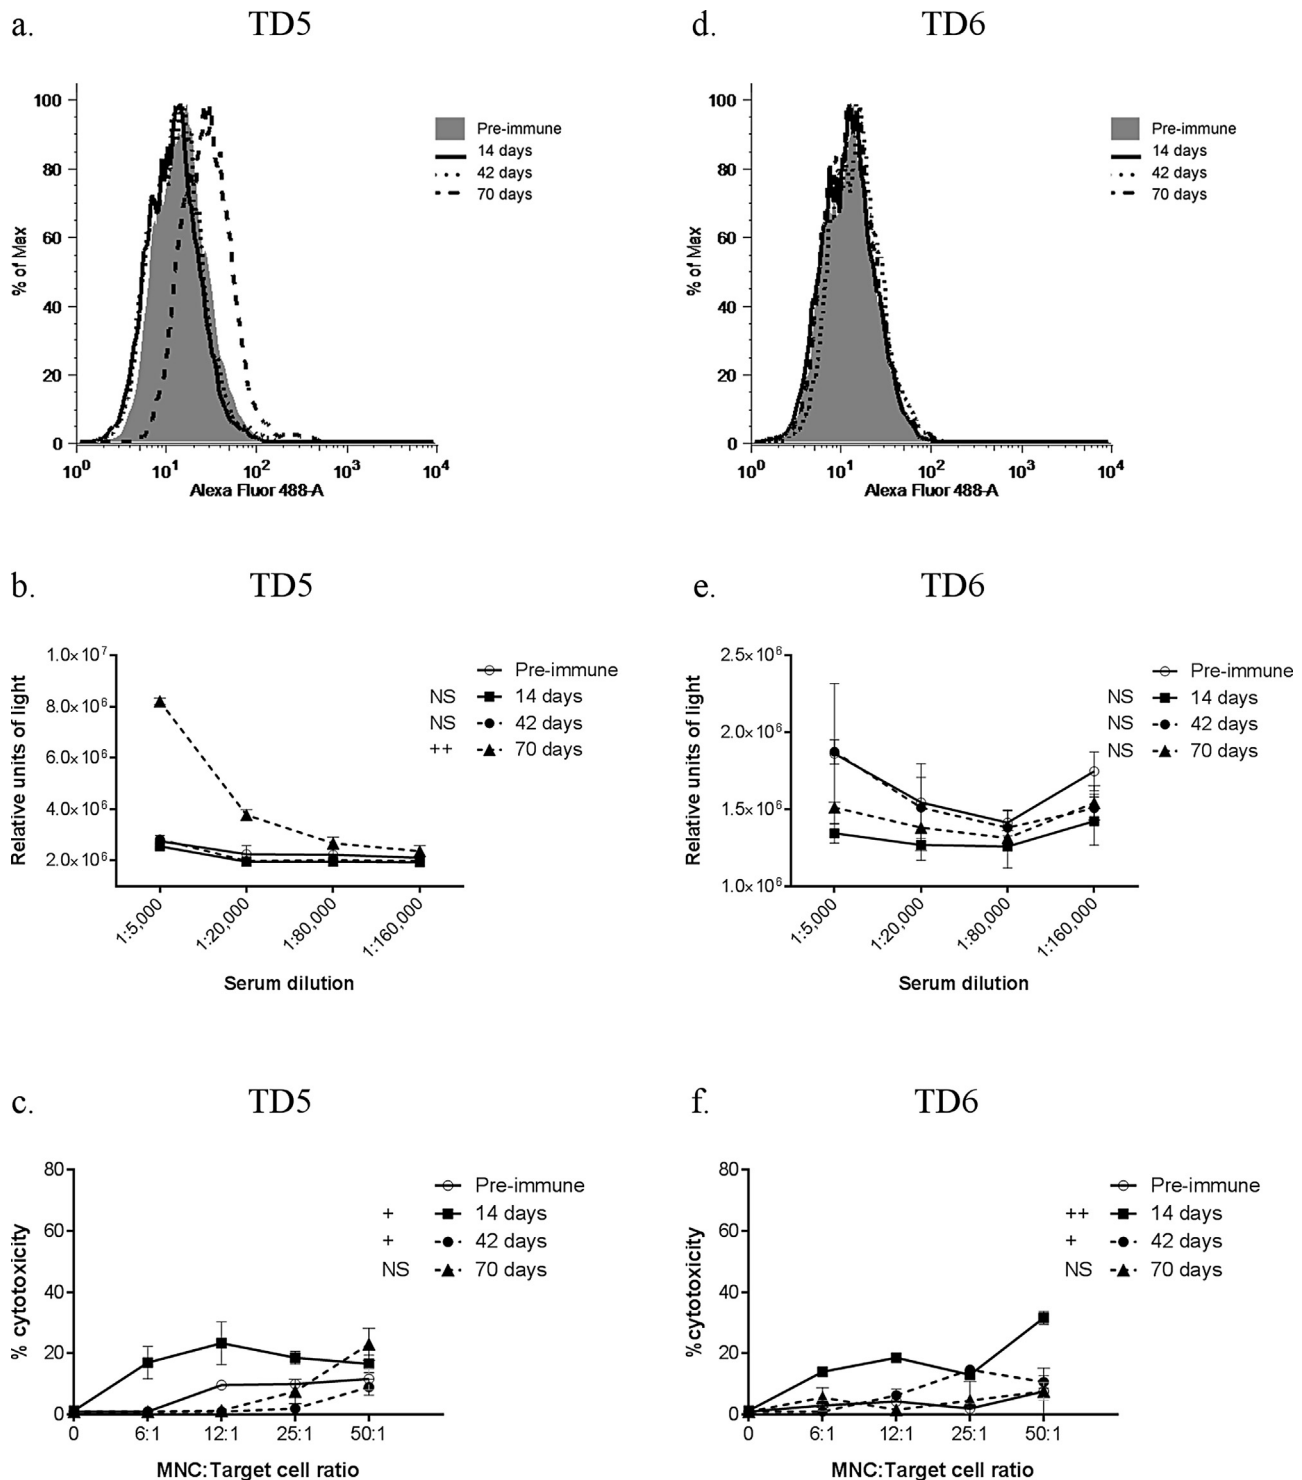 a. TD5
100
80
60
40
20
0
% of Max
10⁰ 10¹ 10² 10³ 10⁴
Alexa Fluor 488-A
Pre-immune
14 days
42 days
70 days
d. TD6
100
80
60
40
20
0
% of Max
10⁰ 10¹ 10² 10³ 10⁴
Alexa Fluor 488-A
Pre-immune
14 days
42 days
70 days
b. TD5
1.0×10⁷
8.0×10⁶
6.0×10⁶
4.0×10⁶
2.0×10⁶
Relative units of light
1:5,000 1:20,000 1:80,000 1:160,000
Serum dilution
Pre-immune
NS 14 days
NS 42 days
++ 70 days
e. TD6
2.5×10⁶
2.0×10⁶
1.5×10⁶
1.0×10⁶
Relative units of light
1:5,000 1:20,000 1:80,000 1:160,000
Serum dilution
Pre-immune
NS 14 days
NS 42 days
NS 70 days
c. TD5
80
60
40
20
0
% cytotoxicity
0 6:1 12:1 25:1 50:1
MNC:Target cell ratio
Pre-immune
+ 14 days
+ 42 days
NS 70 days
f. TD6
80
60
40
20
0
% cytotoxicity
0 6:1 12:1 25:1 50:1
MNC:Target cell ratio
Pre-immune
++ 14 days
+ 42 days
NS 70 days